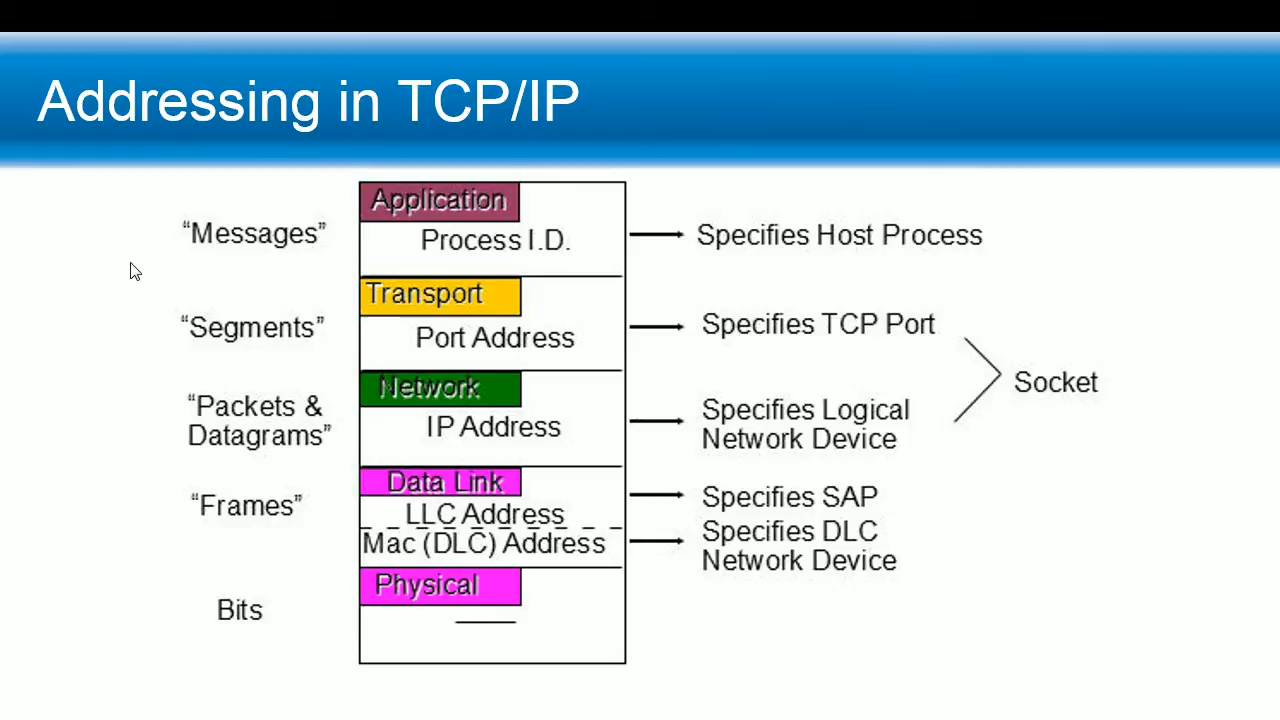 Addressing in TCP/IP
Application
“Messages”
Process I.D.
Specifies Host Process
Transport
“Segments”
Port Address
Specifies TCP Port
Network
“Packets &
Datagrams”
IP Address
Specifies Logical
Network Device
Socket
Data Link
“Frames”
LLC Address
Specifies SAP
Mac (DLC) Address
Specifies DLC
Network Device
Physical
Bits